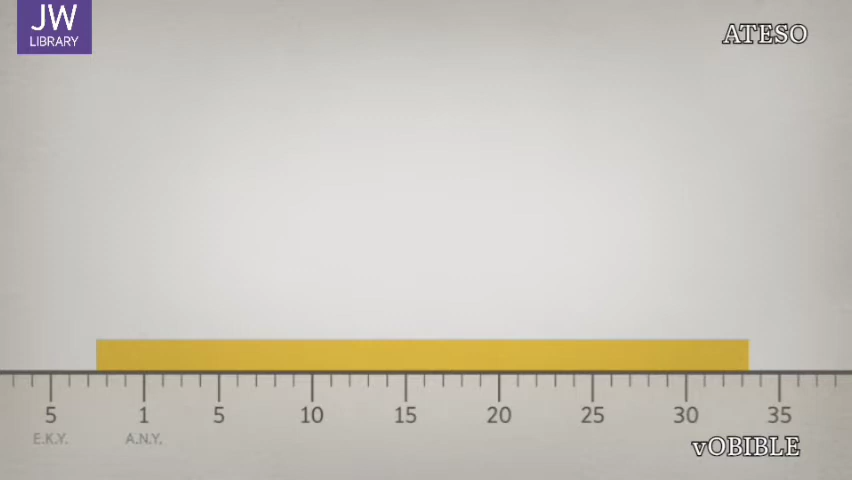 JW
LIBRARY
ATESO
5 1 5 10 15 20 25 30 35
E.K.Y. A.N.Y.
vOBIBLE